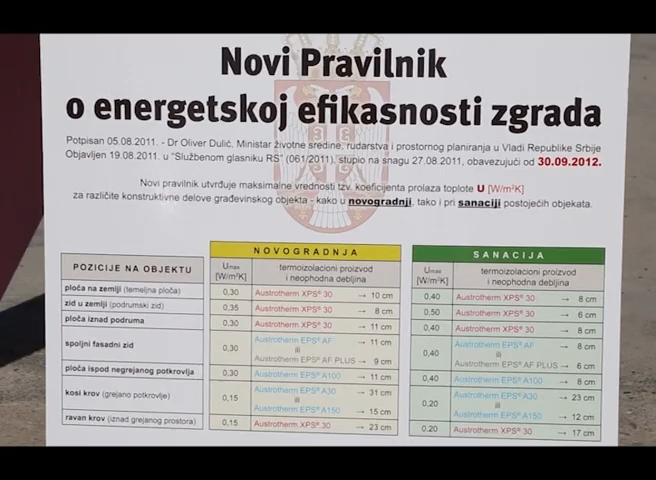 Novi Pravilnik
o energetskoj efikasnosti zgrada
Potpisan 05.08.2011. - Dr Oliver Dulić, Ministar životne sredine, rudarstva i prostornog planiranja u Vladi Republike Srbije
Objavljen 19.08.2011. u "Službenom glasniku RS" (061/2011), stupio na snagu 27.08.2011, obavezujući od 30.09.2012.
Novi pravilnik utvrđuje maksimalne vrednosti tzv. koeficijenta prolaza toplote U [W/m²K]
za različite konstruktivne delove građevinskog objekta - kako u novogradnji, tako i pri sanaciji postojećih objekata.
NOVOGRADNJA SANACIJA
POZICIJE NA OBJEKTU Umax [W/m²K] termoizolacioni proizvod i neophodna debljina Umax [W/m²K] termoizolacioni proizvod i neophodna debljina
ploča na zemlji (temeljna ploča) 0,30 Austrotherm XPS® 30 → 10 cm 0,40 Austrotherm XPS® 30 → 8 cm
zid u zemlji (podrumski zid) 0,35 Austrotherm XPS® 30 → 8 cm 0,50 Austrotherm XPS® 30 → 6 cm
ploča iznad podruma 0,30 Austrotherm XPS® 30 → 11 cm 0,40 Austrotherm XPS® 30 → 8 cm
spoljni fasadni zid 0,30 Austrotherm EPS® AF → 11 cm ili Austrotherm EPS® AF PLUS → 9 cm 0,40 Austrotherm EPS® AF → 8 cm ili Austrotherm EPS® AF PLUS → 6 cm
ploča ispod negrejanog potkrovlja 0,30 Austrotherm EPS® A100 → 11 cm 0,40 Austrotherm EPS® A100 → 8 cm
kosi krov (grejano potkrovlje) 0,15 Austrotherm EPS® A30 → 31 cm ili Austrotherm EPS® A150 → 15 cm 0,20 Austrotherm EPS® A30 → 23 cm ili Austrotherm EPS® A150 → 12 cm
ravan krov (iznad grejanog prostora) 0,15 Austrotherm XPS® 30 → 23 cm 0.20 Austrotherm XPS® 30 → 17 cm